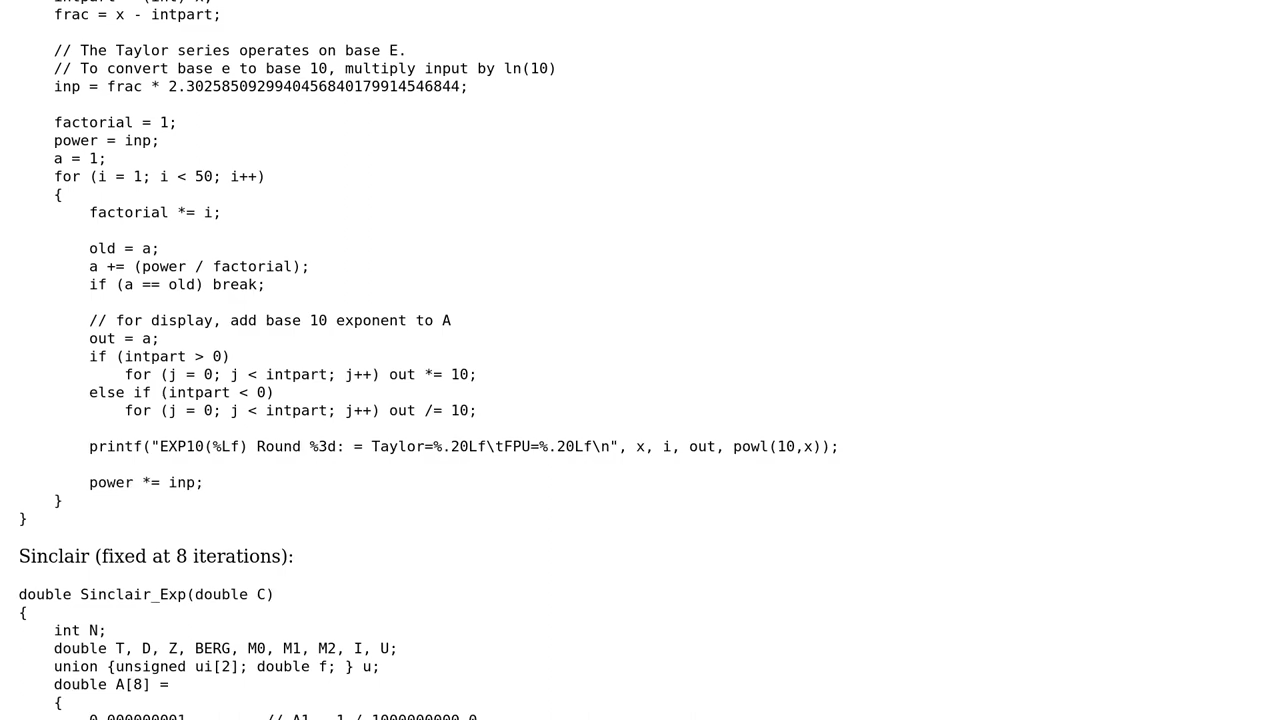 frac = x - intpart;
// The Taylor series operates on base E.
// To convert base e to base 10, multiply input by ln(10)
inp = frac * 2.3025850929940456840179914546844;
factorial = 1;
power = inp;
a = 1;
for (i = 1; i < 50; i++)
{
factorial *= i;
old = a;
a += (power / factorial);
if (a == old) break;
// for display, add base 10 exponent to A
out = a;
if (intpart > 0)
for (j = 0; j < intpart; j++) out *= 10;
else if (intpart < 0)
for (j = 0; j < intpart; j++) out /= 10;
printf("EXP10(%Lf) Round %3d: = Taylor=%.20Lf\tFPU=%.20Lf\n", x, i, out, powl(10,x));
power *= inp;
}
}
Sinclair (fixed at 8 iterations):
double Sinclair_Exp(double C)
{
int N;
double T, D, Z, BERG, M0, M1, M2, I, U;
union {unsigned ui[2]; double f; } u;
double A[8] =
{